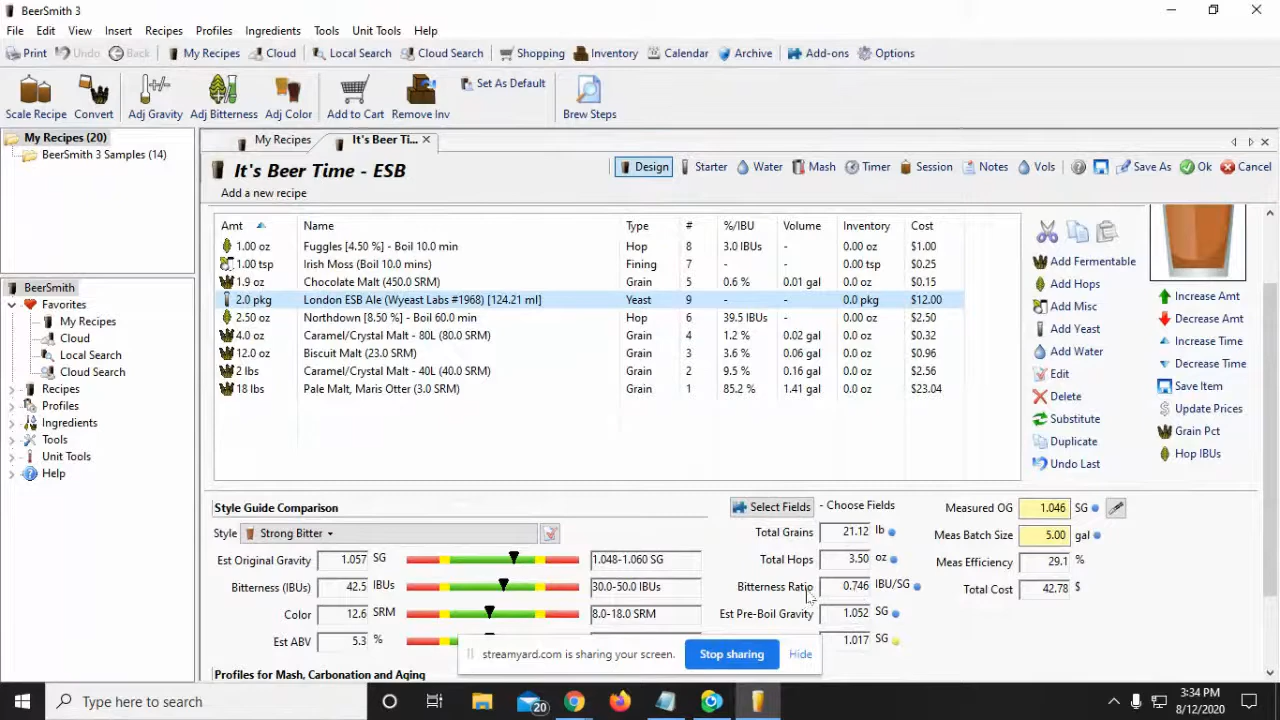 BeerSmith 3
File Edit View Insert Recipes Profiles Ingredients Tools Unit Tools Help
Print Undo Back My Recipes Cloud Local Search Cloud Search Shopping Inventory Calendar Archive Add-ons Options
Set As Default
Scale Recipe Convert Adj Gravity Adj Bitterness Adj Color Add to Cart Remove Inv Brew Steps
My Recipes (20)
BeerSmith 3 Samples (14)
My Recipes It's Beer Ti...
It's Beer Time - ESB
Design Starter Water Mash Timer Session Notes Vols Save As Ok Cancel
Add a new recipe
Amt Name Type # %/IBU Volume Inventory Cost
1.00 oz Fuggles [4.50 %] - Boil 10.0 min Hop 8 3.0 IBUs - 0.00 oz $1.00
1.00 tsp Irish Moss (Boil 10.0 mins) Fining 7 - - 0.00 tsp $0.25
1.9 oz Chocolate Malt (450.0 SRM) Grain 5 0.6 % 0.01 gal 0.0 oz $0.15
2.0 pkg London ESB Ale (Wyeast Labs #1968) [124.21 ml] Yeast 9 - - 0.0 pkg $12.00
2.50 oz Northdown [8.50 %] - Boil 60.0 min Hop 6 39.5 IBUs - 0.00 oz $2.50
4.0 oz Caramel/Crystal Malt - 80L (80.0 SRM) Grain 4 1.2 % 0.02 gal 0.0 oz $0.32
12.0 oz Biscuit Malt (23.0 SRM) Grain 3 3.6 % 0.06 gal 0.0 oz $0.96
2 lbs Caramel/Crystal Malt - 40L (40.0 SRM) Grain 2 9.5 % 0.16 gal 0.0 oz $2.56
18 lbs Pale Malt, Maris Otter (3.0 SRM) Grain 1 85.2 % 1.41 gal 0.0 oz $23.04
Add Fermentable
Add Hops
Add Misc
Add Yeast
Add Water
Edit
Delete
Substitute
Duplicate
Undo Last
Increase Amt
Decrease Amt
Increase Time
Decrease Time
Save Item
Update Prices
Grain Pct
Hop IBUs
BeerSmith
Favorites
My Recipes
Cloud
Local Search
Cloud Search
Recipes
Profiles
Ingredients
Tools
Unit Tools
Help
Style Guide Comparison
Style Strong Bitter
Est Original Gravity 1.057 SG 1.048-1.060 SG
Bitterness (IBUs) 42.5 IBUs 30.0-50.0 IBUs
Color 12.6 SRM 8.0-18.0 SRM
Est ABV 5.3 %
Profiles for Mash, Carbonation and Aging
Select Fields - Choose Fields
Total Grains 21.12 lb
Total Hops 3.50 oz
Bitterness Ratio 0.746 IBU/SG
Est Pre-Boil Gravity 1.052 SG
1.017 SG
Measured OG 1.046 SG
Meas Batch Size 5.00 gal
Meas Efficiency 29.1 %
Total Cost 42.78 $
streamyard.com is sharing your screen. Stop sharing Hide
Type here to search
20
3:34 PM
8/12/2020